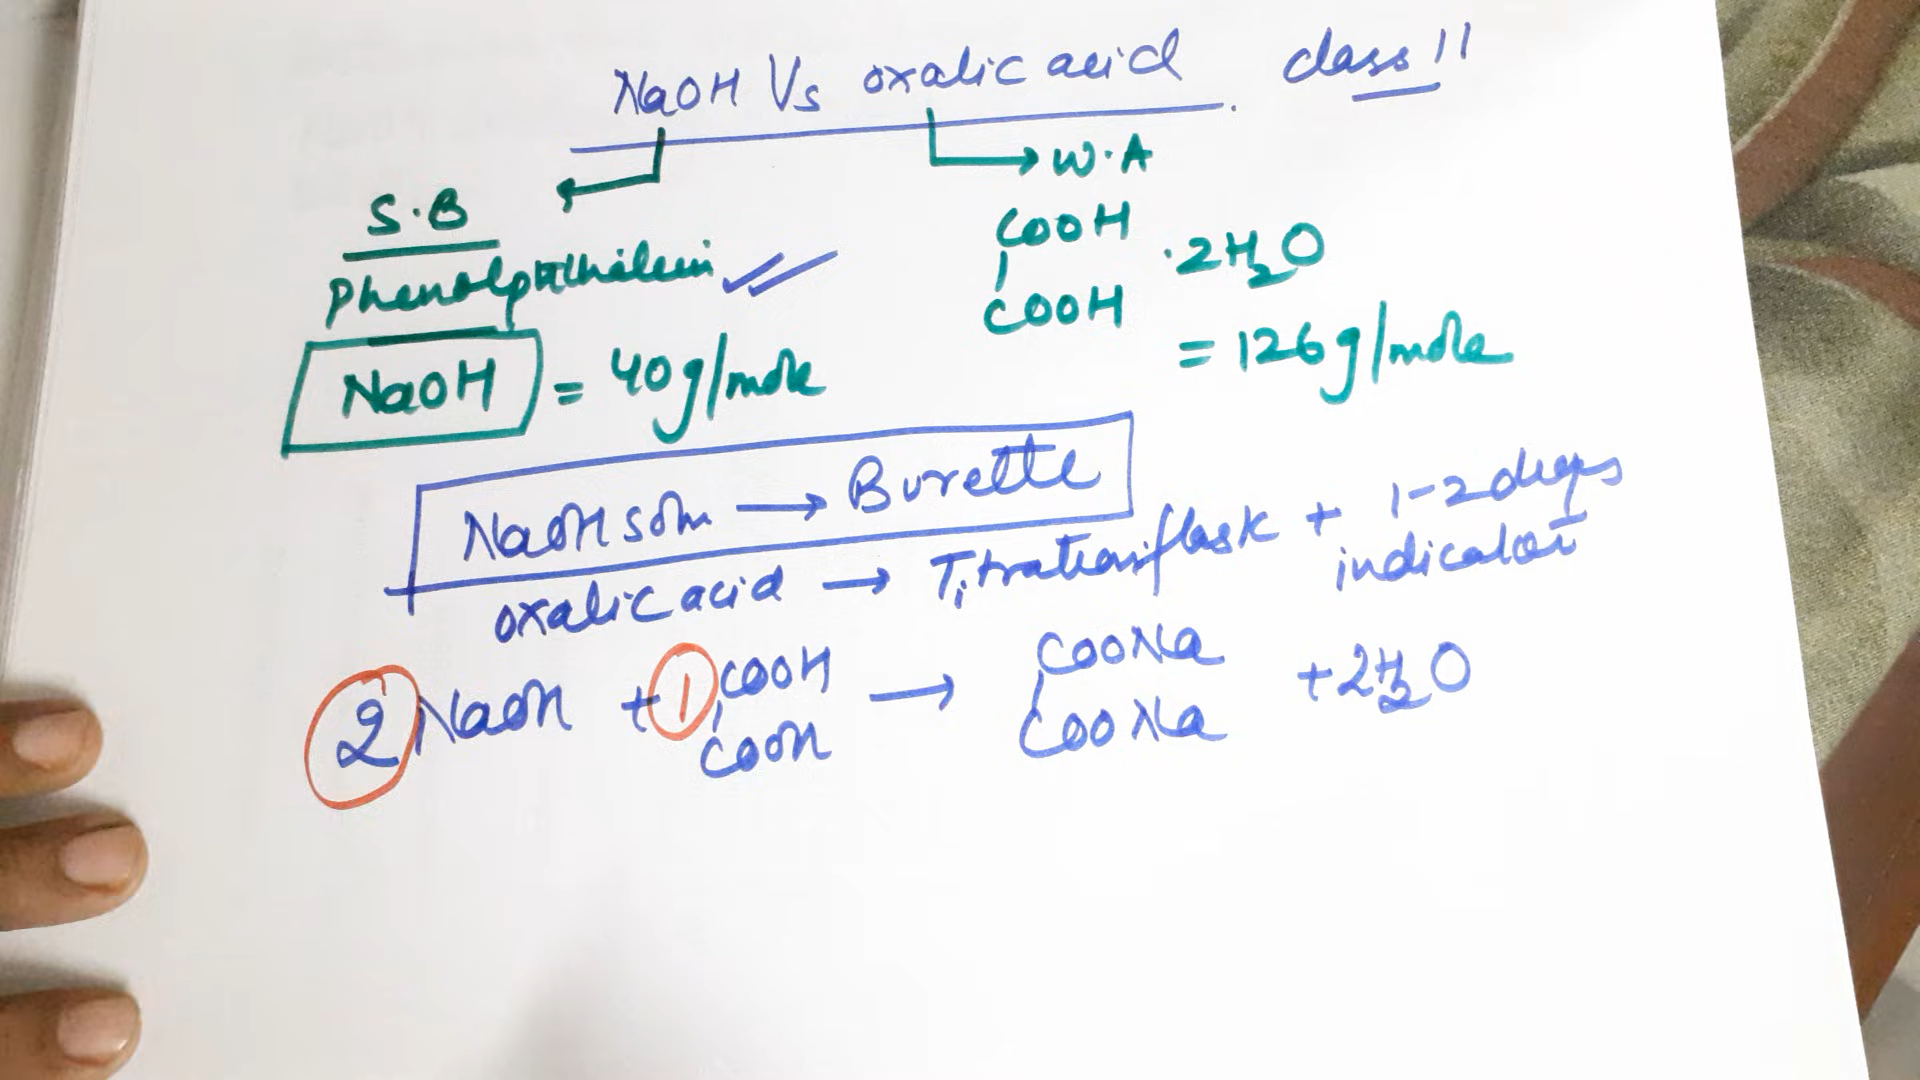 NaOH Vs oxalic acid class 11
S.B
W.A
Phenolpthalein
COOH
COOH
.2H2O
= 126g/mole
NaOH = 40g/mole
NaOH soln → Burette
oxalic acid → Titration flask + 1-2 drops
indicator
2 NaOH + 1 COOH → COONa + 2H2O
COOH COONa